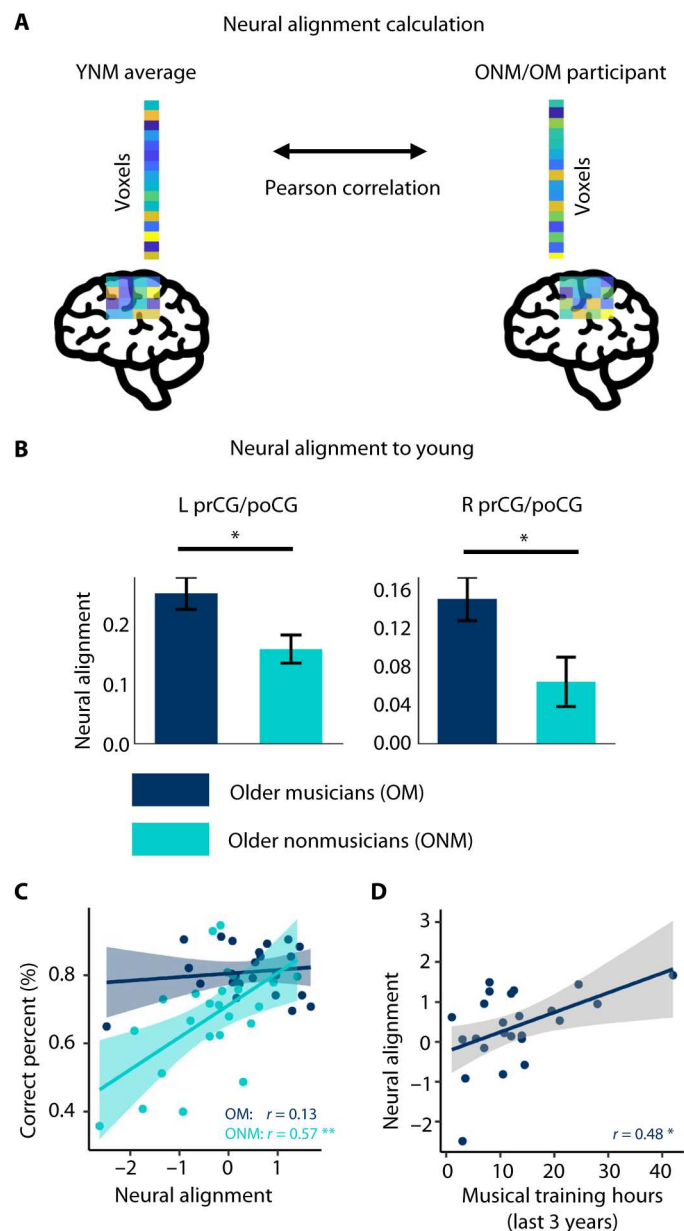 A
Neural alignment calculation
YNM average
ONM/OM participant
Voxels
Pearson correlation
Voxels
B
Neural alignment to young
L prCG/poCG
R prCG/poCG
*
*
Neural alignment
0.2
0.1
0.0
0.16
0.12
0.08
0.04
0.00
Older musicians (OM)
Older nonmusicians (ONM)
C
Correct percent (%)
0.8
0.6
0.4
OM: r = 0.13
ONM: r = 0.57 **
−2 −1 0 1
Neural alignment
D
Neural alignment
3
2
1
0
−1
−2
r = 0.48 *
0 10 20 30 40
Musical training hours
(last 3 years)